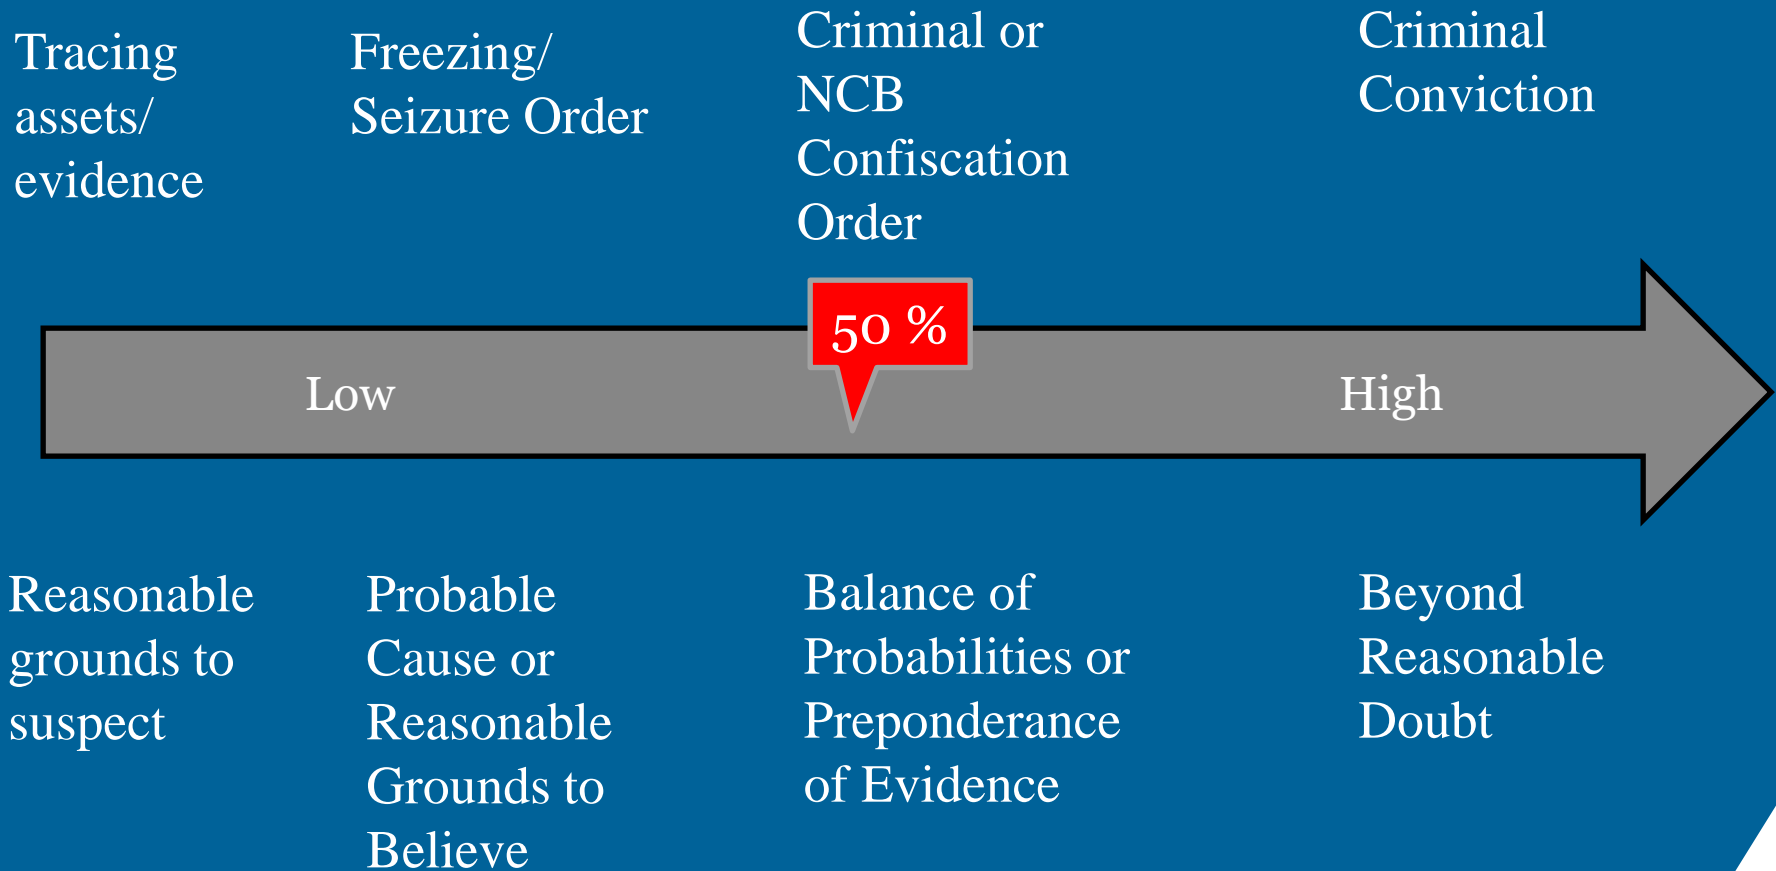 Tracing
assets/
evidence
Freezing/
Seizure Order
Criminal or
NCB
Confiscation
Order
Criminal
Conviction
50 %
Low
High
Reasonable
grounds to
suspect
Probable
Cause or
Reasonable
Grounds to
Believe
Balance of
Probabilities or
Preponderance
of Evidence
Beyond
Reasonable
Doubt